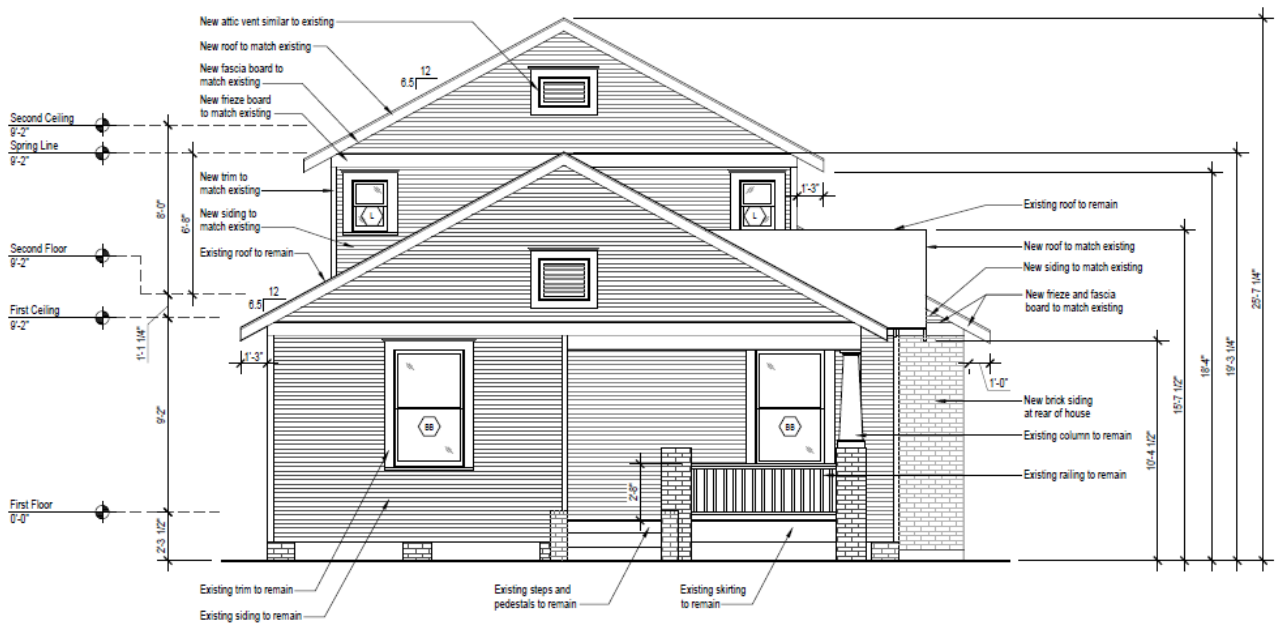 New attic vent similar to existing
New roof to match existing
New fascia board to
match existing
New frieze board
to match existing
12
6.5
Second Ceiling
9'-2"
Spring Line
9'-2"
New trim to
match existing
New siding to
match existing
Existing roof to remain
8'-0"
6'-8"
Second Floor
9'-2"
First Ceiling
9'-2"
12
6.5
1'-1 1/4"
1'-3"
9'-2"
First Floor
0'-0"
2'-3 1/2"
L
L
1'-3"
BB
BB
2'-8"
Existing roof to remain
New roof to match existing
New siding to match existing
New frieze and fascia
board to match existing
1'-0"
New brick siding
at rear of house
Existing column to remain
Existing railing to remain
10'-4 1/2"
15'-7 1/2"
18'-4"
19'-3 1/4"
25'-7 1/4"
Existing trim to remain
Existing siding to remain
Existing steps and
pedestals to remain
Existing skirting
to remain